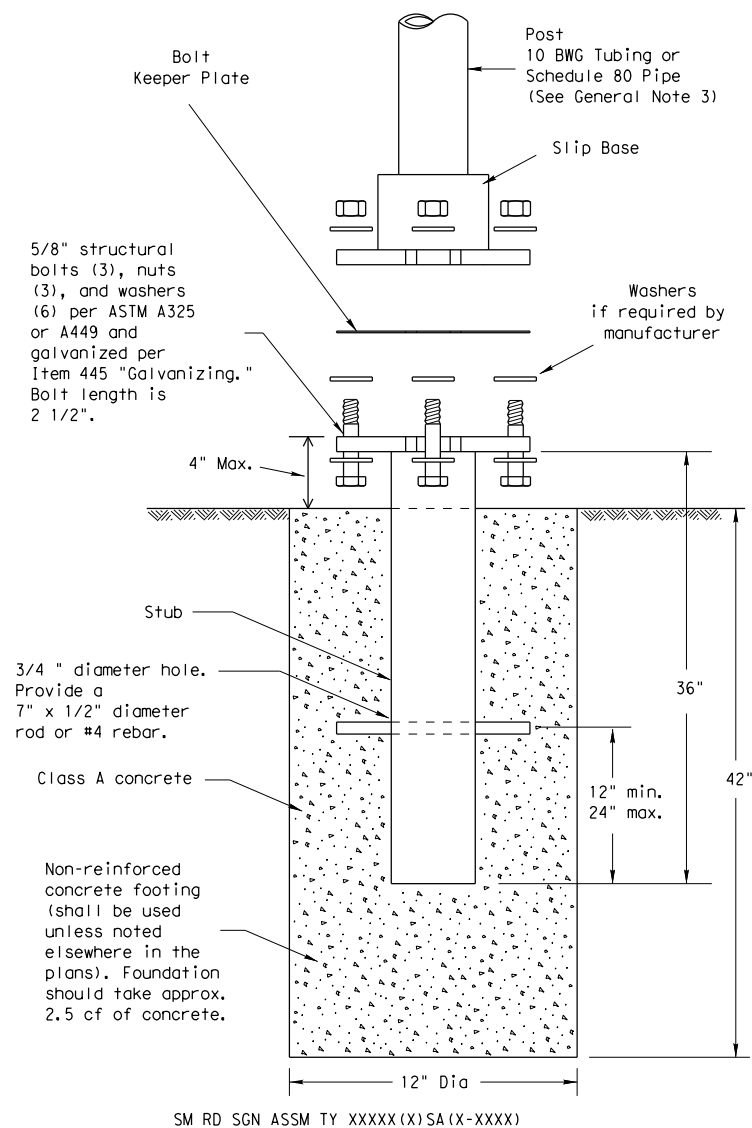 Post
10 BWG Tubing or
Schedule 80 Pipe
(See General Note 3)
Bolt
Keeper Plate
Slip Base
5/8" structural
bolts (3), nuts
(3), and washers
(6) per ASTM A325
or A449 and
galvanized per
Item 445 "Galvanizing."
Bolt length is
2 1/2".
Washers
if required by
manufacturer
4" Max.
Stub
3/4 " diameter hole.
Provide a
7" x 1/2" diameter
rod or #4 rebar.
36"
Class A concrete
12" min.
24" max.
42"
Non-reinforced
concrete footing
(shall be used
unless noted
elsewhere in the
plans). Foundation
should take approx.
2.5 cf of concrete.
12" Dia
SM RD SGN ASSM TY XXXXX(X)SA(X-XXXX)